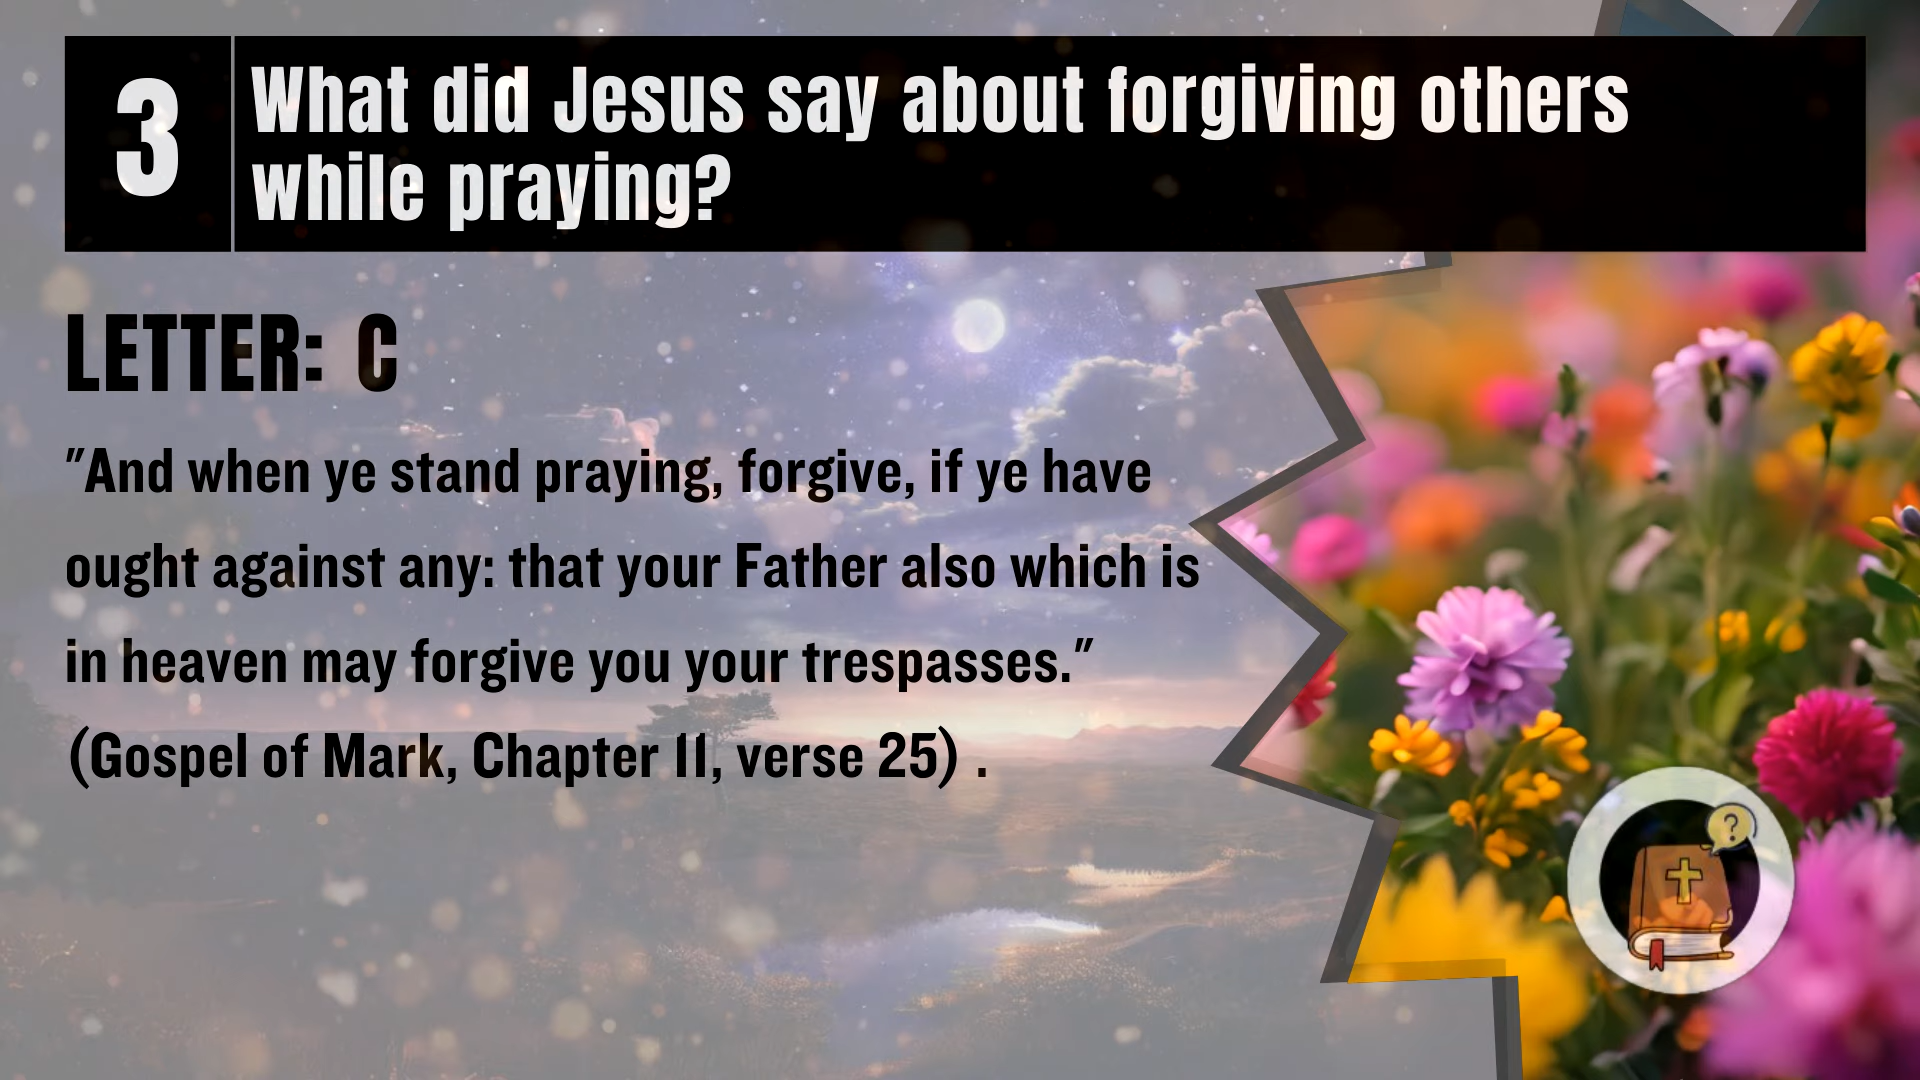 3
What did Jesus say about forgiving others
while praying?
LETTER: C
"And when ye stand praying, forgive, if ye have
ought against any: that your Father also which is
in heaven may forgive you your trespasses."
(Gospel of Mark, Chapter 11, verse 25) .
?